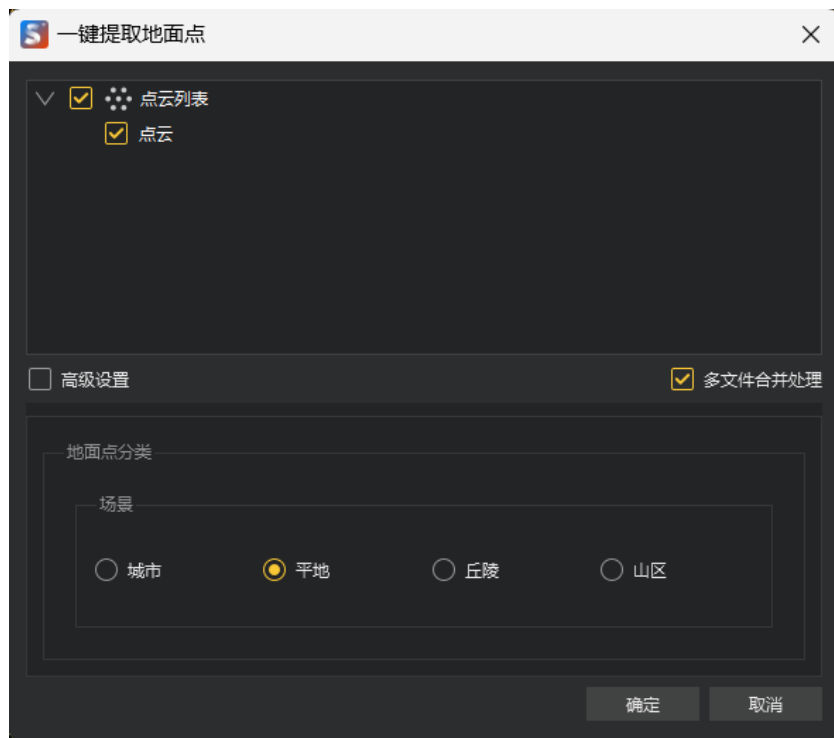 一键提取地面点
点云列表
点云
高级设置 多文件合并处理
地面点分类
场景
城市 平地 丘陵 山区
确定 取消